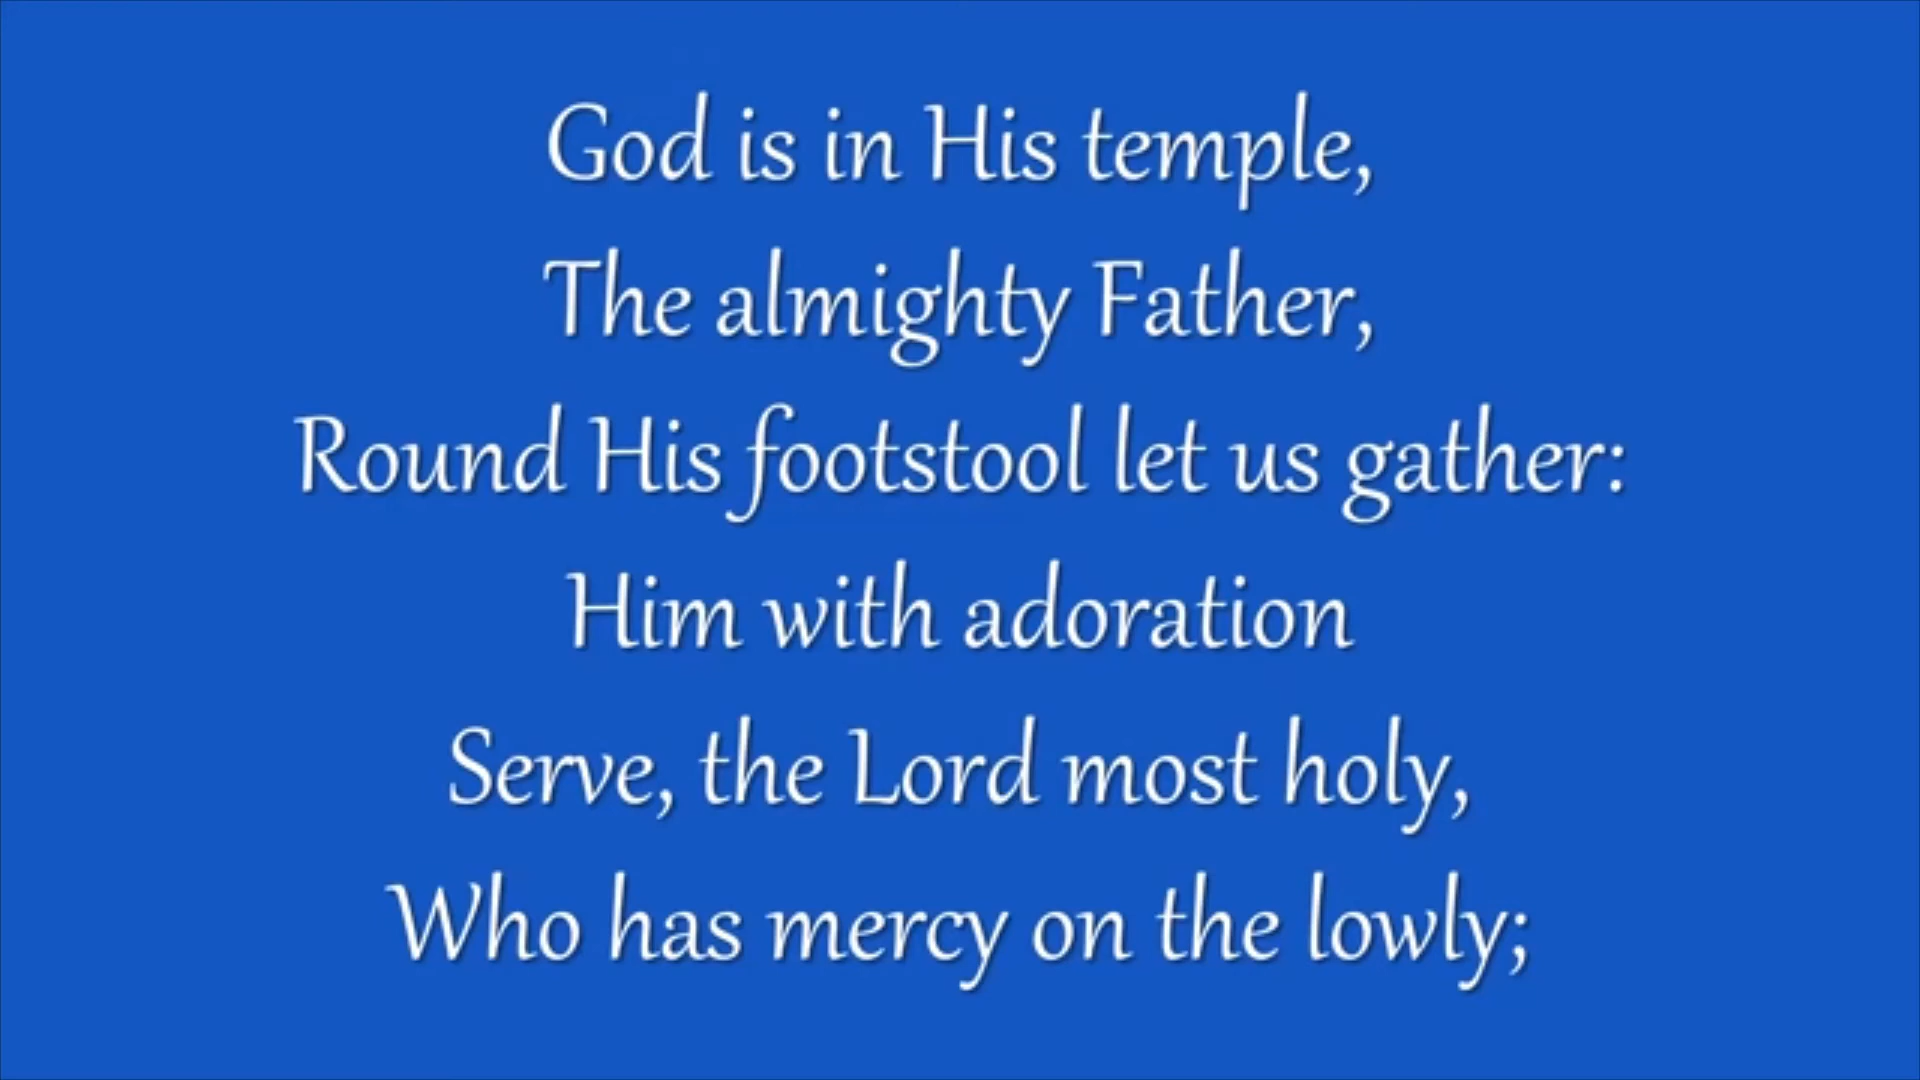 God is in His temple,
The almighty Father,
Round His footstool let us gather:
Him with adoration
Serve, the Lord most holy,
Who has mercy on the lowly;